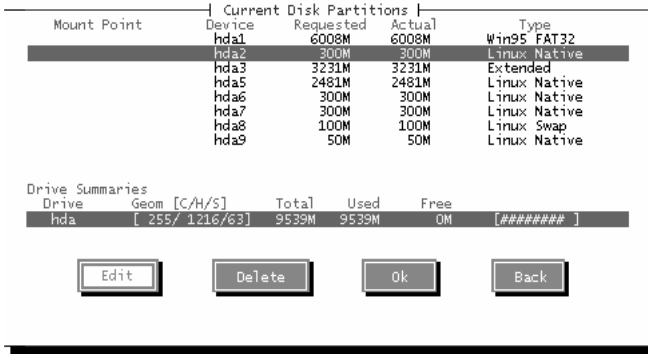 Current Disk Partitions
Mount Point Device Requested Actual Type
hda1 6008M 6008M Win95 FAT32
hda2 300M 300M Linux Native
hda3 3231M 3231M Extended
hda5 2481M 2481M Linux Native
hda6 300M 300M Linux Native
hda7 300M 300M Linux Native
hda8 100M 100M Linux Swap
hda9 50M 50M Linux Native
Drive Summaries
Drive Geom [C/H/S] Total Used Free
hda [ 255/ 1216/63] 9539M 9539M 0M [######## ]
Edit Delete Ok Back